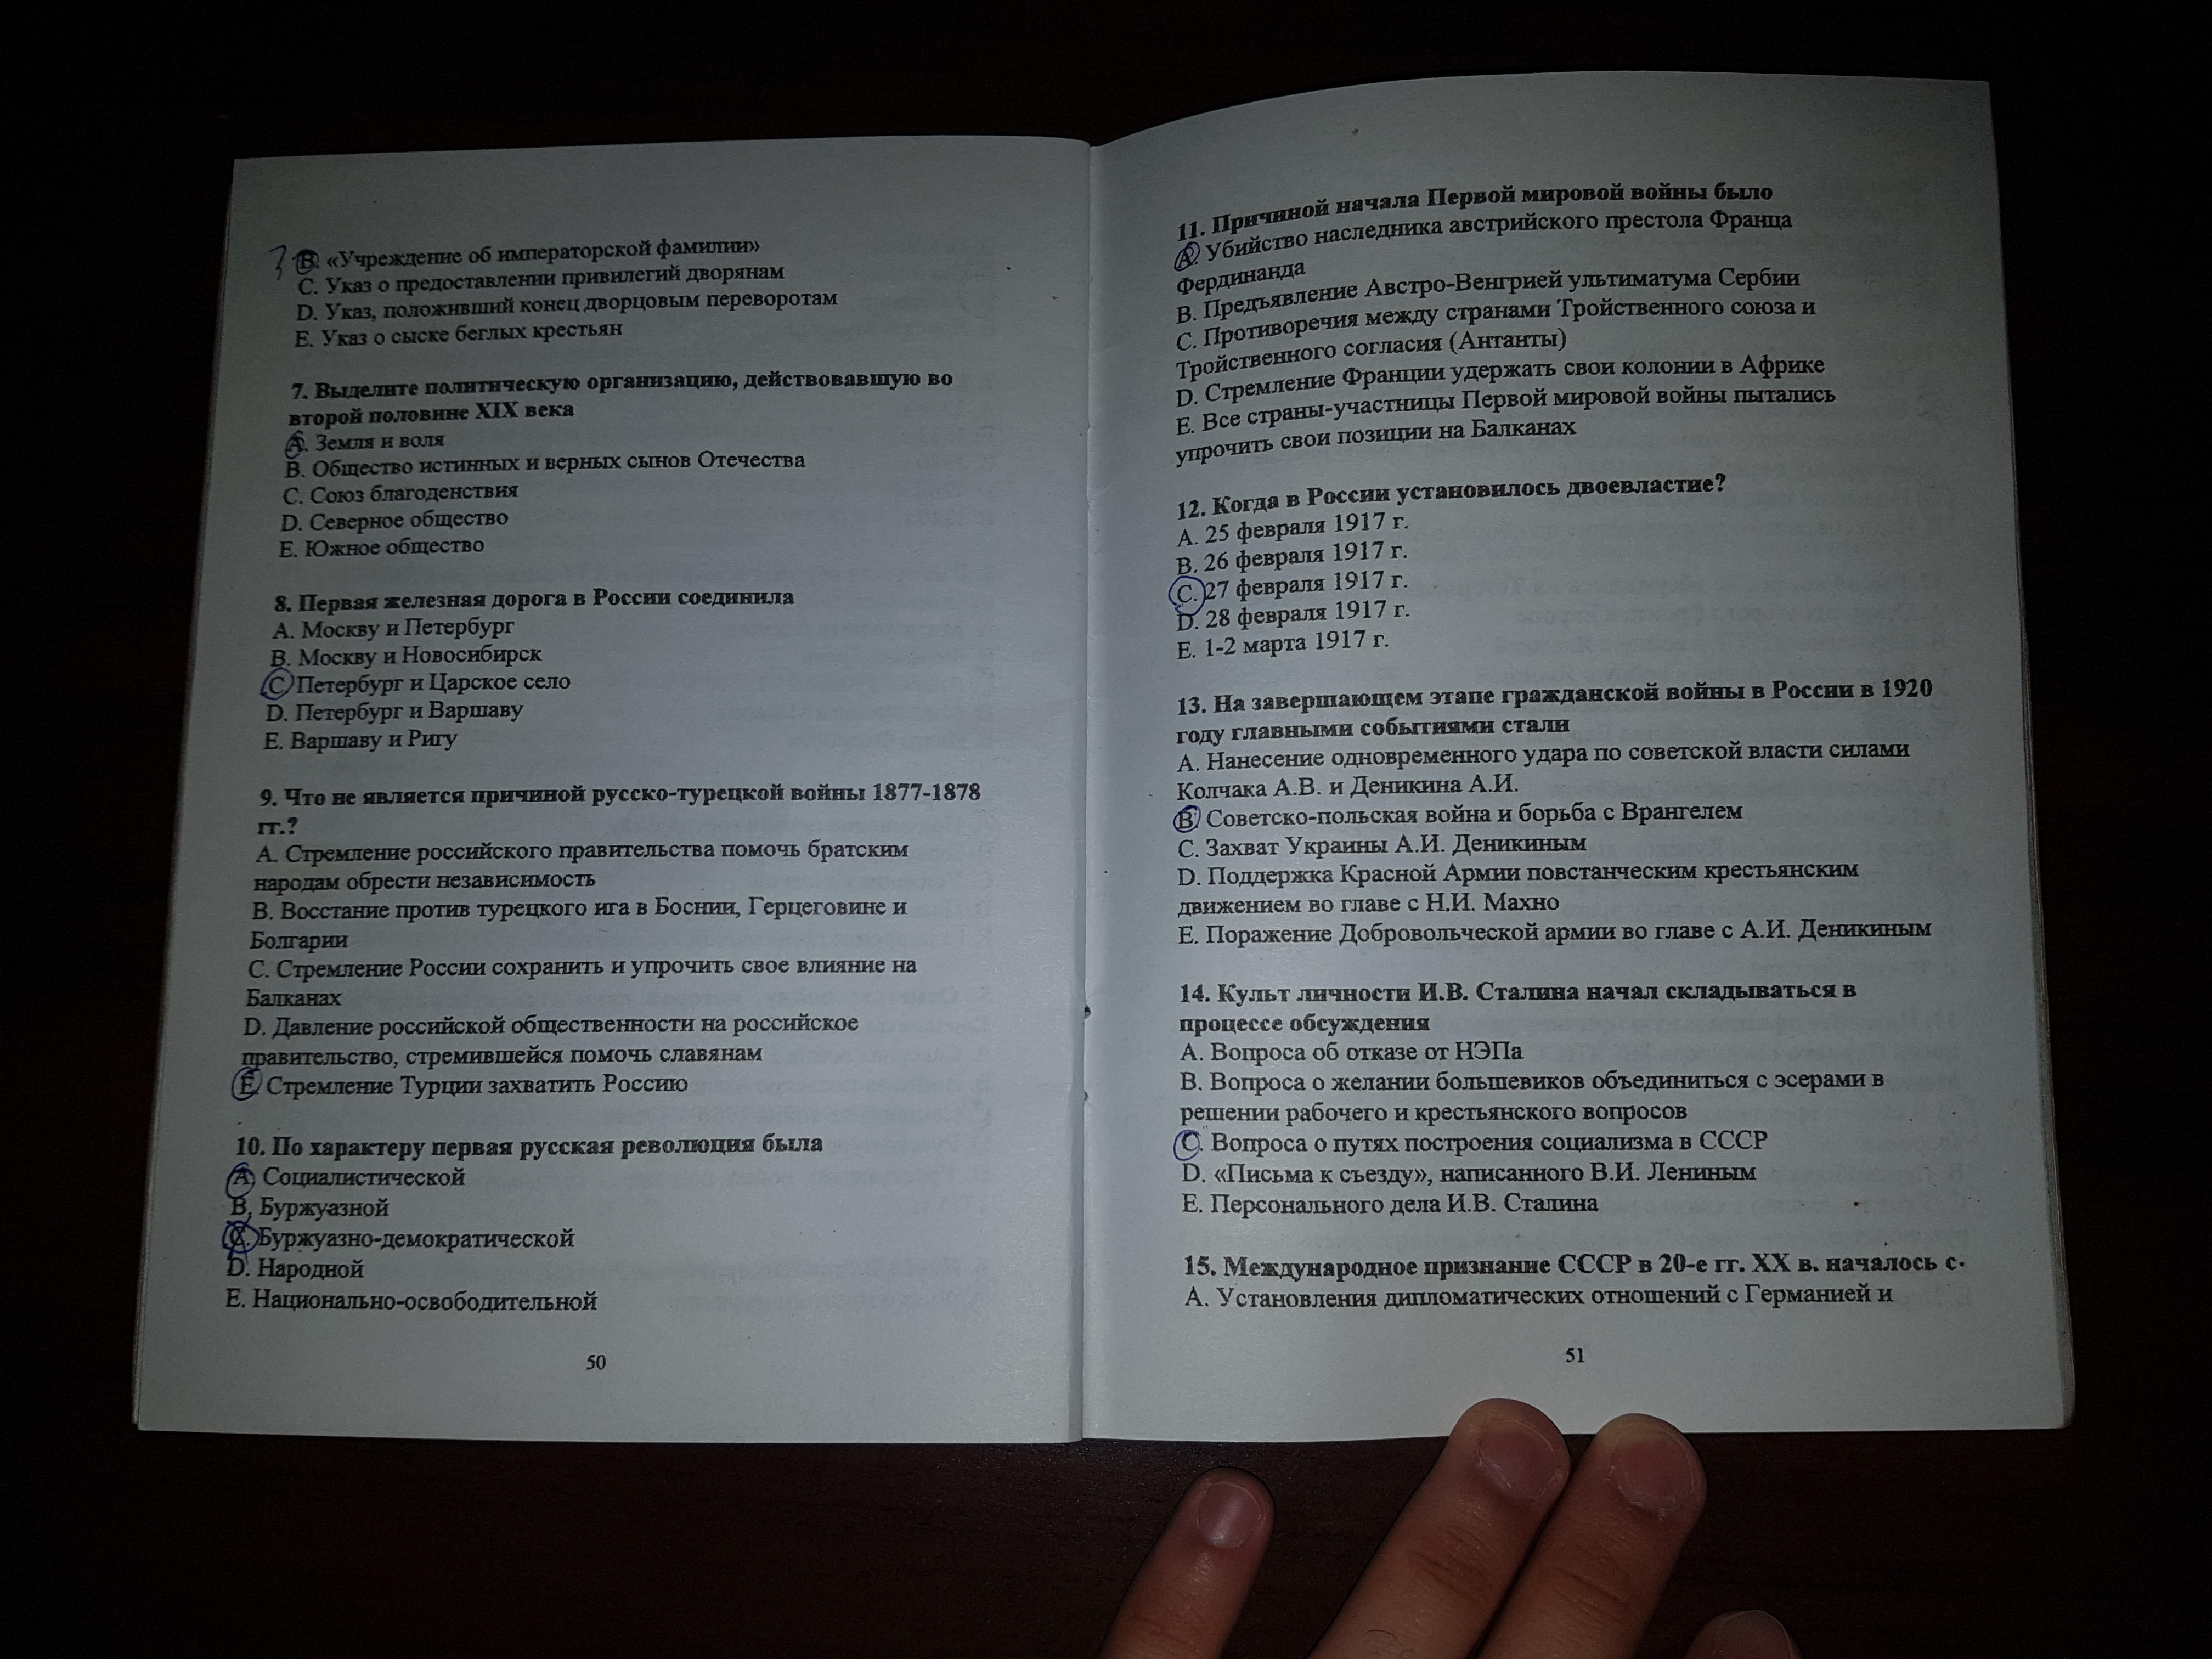 B. «Учреждение об императорской фамилии»
C. Указ о предоставлении привилегий дворянам
D. Указ, положивший конец дворцовым переворотам
E. Указ о сыске беглых крестьян
7. Выделите политическую организацию, действовавшую во
второй половине XIX века
A. Земля и воля
B. Общество истинных и верных сынов Отечества
C. Союз благоденствия
D. Северное общество
E. Южное общество
8. Первая железная дорога в России соединила
A. Москву и Петербург
B. Москву и Новосибирск
C. Петербург и Царское село
D. Петербург и Варшаву
E. Варшаву и Ригу
9. Что не является причиной русско-турецкой войны 1877-1878
гг.?
A. Стремление российского правительства помочь братским
народам обрести независимость
B. Восстание против турецкого ига в Боснии, Герцеговине и
Болгарии
C. Стремление России сохранить и упрочить свое влияние на
Балканах
D. Давление российской общественности на российское
правительство, стремившейся помочь славянам
E. Стремление Турции захватить Россию
10. По характеру первая русская революция была
A. Социалистической
B. Буржуазной
C. Буржуазно-демократической
D. Народной
E. Национально-освободительной
50
11. Причиной начала Первой мировой войны было
A. Убийство наследника австрийского престола Франца
Фердинанда
B. Предъявление Австро-Венгрией ультиматума Сербии
C. Противоречия между странами Тройственного союза и
Тройственного согласия (Антанты)
D. Стремление Франции удержать свои колонии в Африке
E. Все страны-участницы Первой мировой войны пытались
упрочить свои позиции на Балканах
12. Когда в России установилось двоевластие?
A. 25 февраля 1917 г.
B. 26 февраля 1917 г.
C. 27 февраля 1917 г.
D. 28 февраля 1917 г.
E. 1-2 марта 1917 г.
13. На завершающем этапе гражданской войны в России в 1920
году главными событиями стали
A. Нанесение одновременного удара по советской власти силами
Колчака А.В. и Деникина А.И.
B. Советско-польская война и борьба с Врангелем
C. Захват Украины А.И. Деникиным
D. Поддержка Красной Армии повстанческим крестьянским
движением во главе с Н.И. Махно
E. Поражение Добровольческой армии во главе с А.И. Деникиным
14. Культ личности И.В. Сталина начал складываться в
процессе обсуждения
A. Вопроса об отказе от НЭПа
B. Вопроса о желании большевиков объединиться с эсерами в
решении рабочего и крестьянского вопросов
C. Вопроса о путях построения социализма в СССР
D. «Письма к съезду», написанного В.И. Лениным
E. Персонального дела И.В. Сталина
15. Международное признание СССР в 20-е гг. XX в. началось с
A. Установления дипломатических отношений с Германией и
51